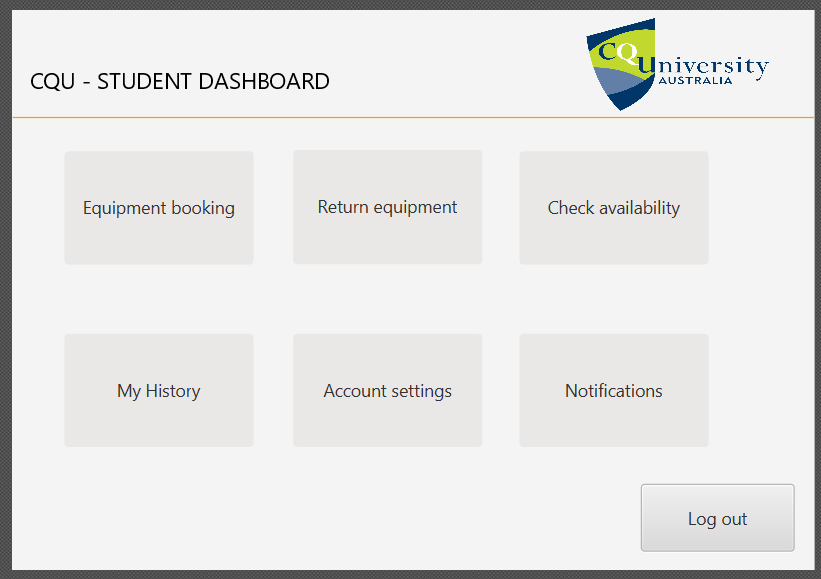 CQU - STUDENT DASHBOARD
CQUniversity
AUSTRALIA
Equipment booking
Return equipment
Check availability
My History
Account settings
Notifications
Log out